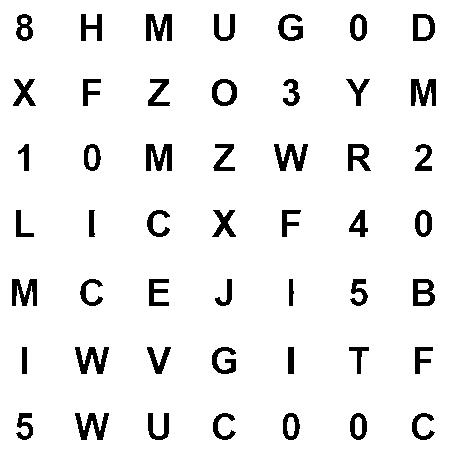 8 H M U G 0 D
X F Z O 3 Y M
1 0 M Z W R 2
L I C X F 4 0
M C E J I 5 B
I W V G I T F
5 W U C 0 0 C